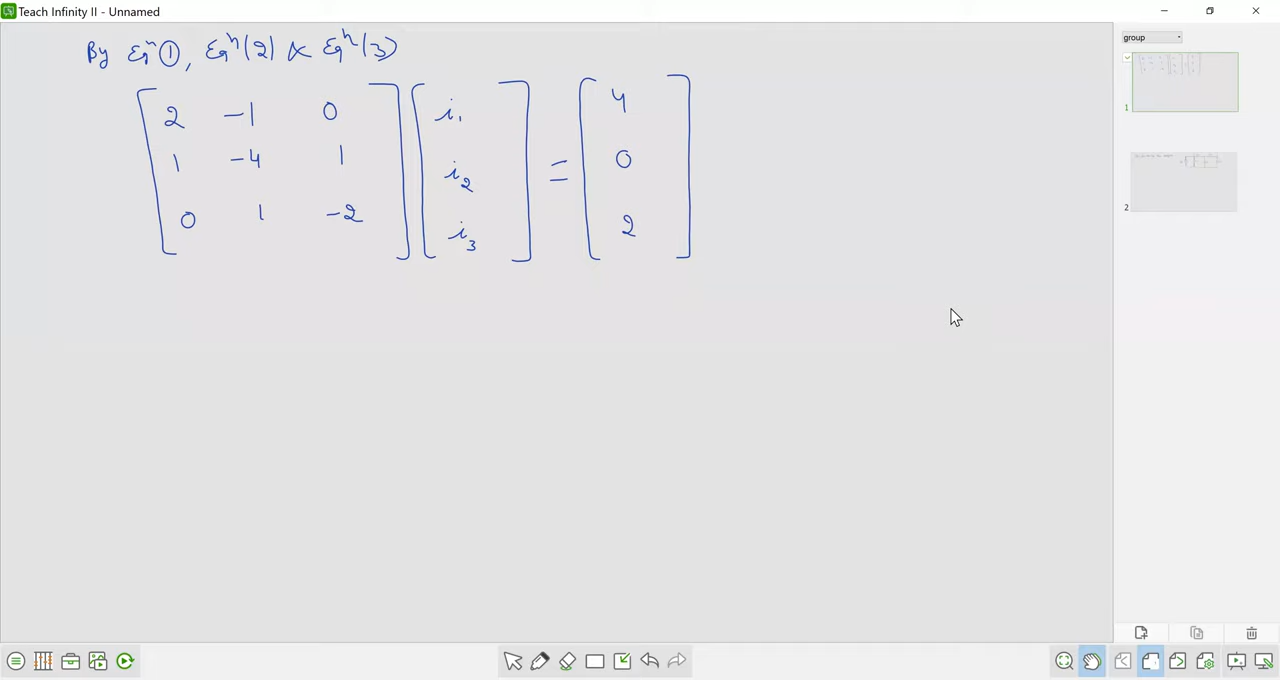 Teach Infinity II - Unnamed
By Eqⁿ ①, Eqⁿ(2) & Eqⁿ(3)
[2 -1 0] [i₁] = [4]
[1 -4 1] [i₂] = [0]
[0 1 -2] [i₃] = [2]
group
1
2